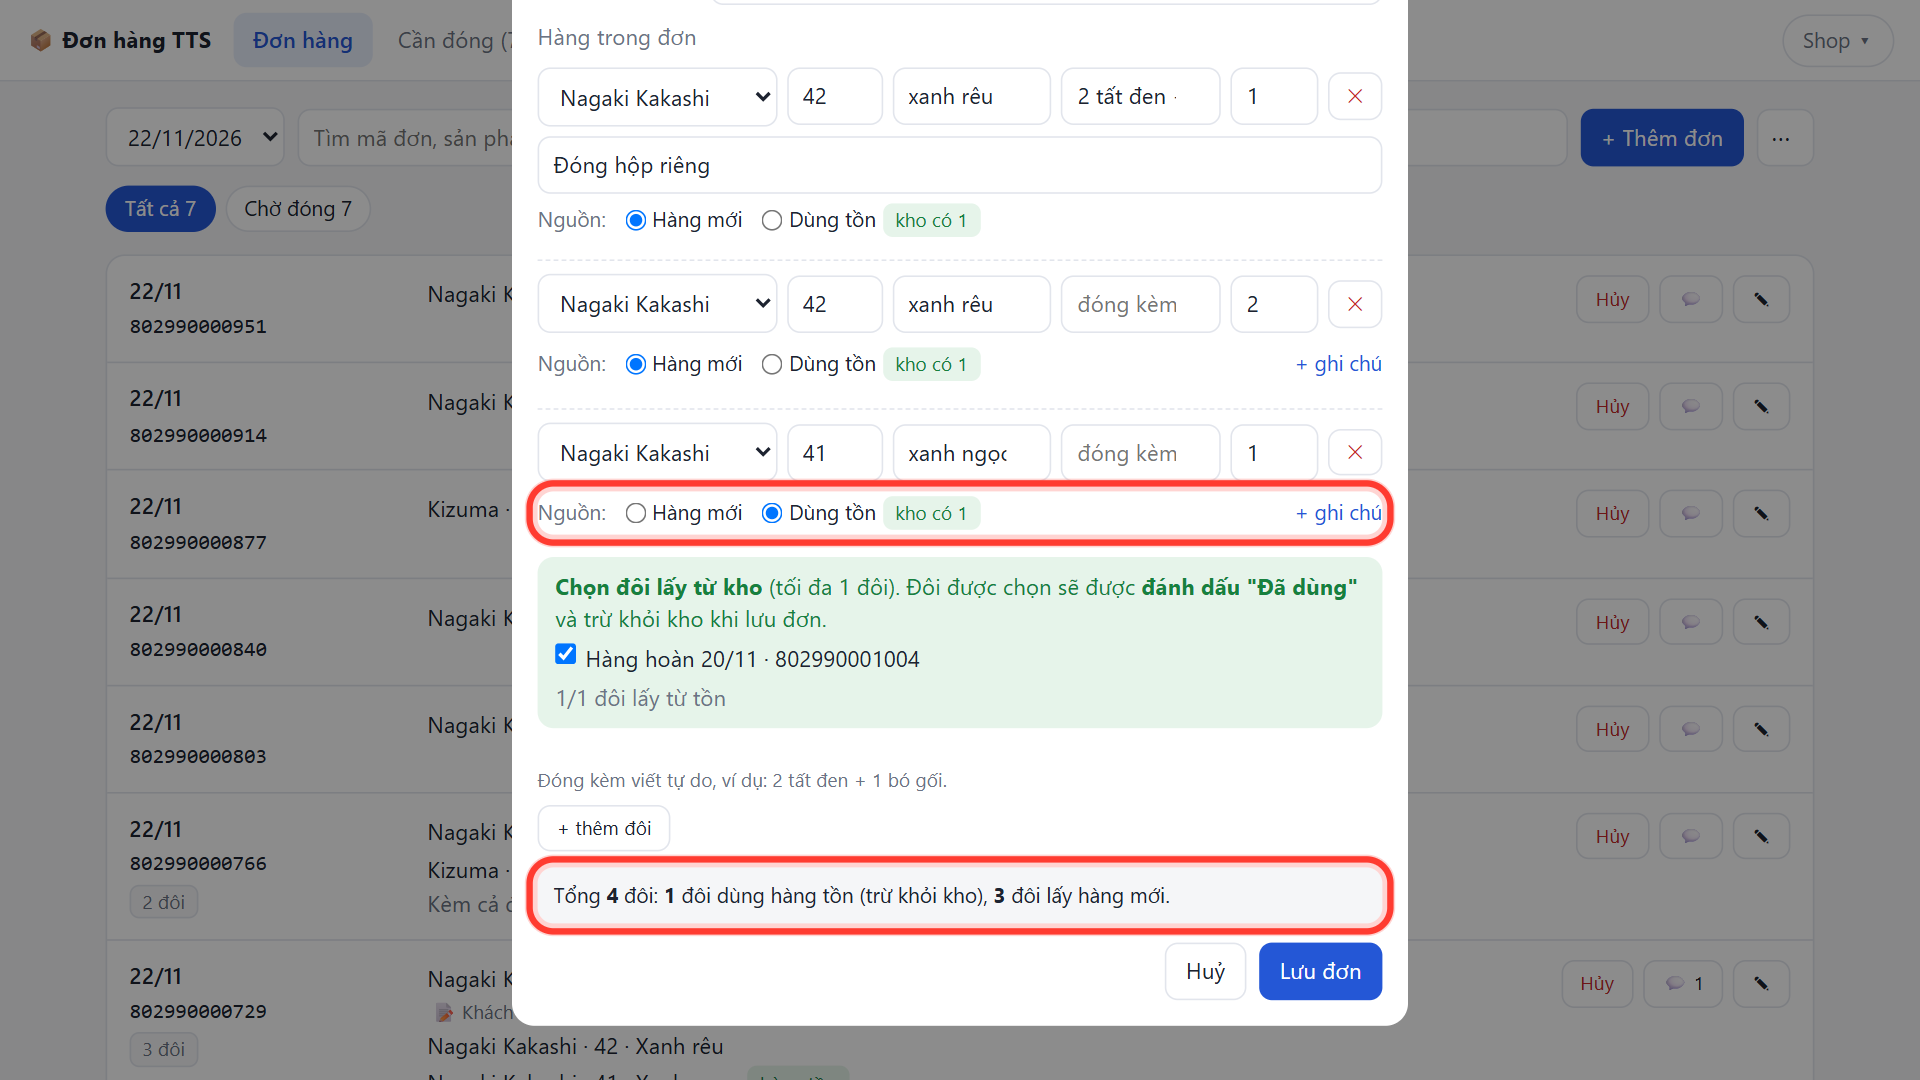 Đơn hàng TTS
Đơn hàng
Cần đóng
Shop
22/11/2026
Tìm mã đơn, sản
+ Thêm đơn
...
Tất cả 7
Chờ đóng 7
Hàng trong đơn
Nagaki Kakashi 42 xanh rêu 2 tất đen 1
Đóng hộp riêng
Nguồn: Hàng mới Dùng tồn kho có 1
Nagaki Kakashi 42 xanh rêu đóng kèm 2
Nguồn: Hàng mới Dùng tồn kho có 1 + ghi chú
Nagaki Kakashi 41 xanh ngọc đóng kèm 1
Nguồn: Hàng mới Dùng tồn kho có 1 + ghi chú
Chọn đôi lấy từ kho (tối đa 1 đôi). Đôi được chọn sẽ được đánh dấu "Đã dùng"
và trừ khỏi kho khi lưu đơn.
Hàng hoàn 20/11 · 802990001004
1/1 đôi lấy từ tồn
Đóng kèm viết tự do, ví dụ: 2 tất đen + 1 bó gối.
+ thêm đôi
Tổng 4 đôi: 1 đôi dùng hàng tồn (trừ khỏi kho), 3 đôi lấy hàng mới.
Huỷ
Lưu đơn
22/11
Nagaki
802990000951
Hủy
22/11
Nagaki
802990000914
Hủy
22/11
Kizuma ·
802990000877
Hủy
22/11
Nagaki
802990000840
Hủy
22/11
Nagaki
802990000803
Hủy
22/11
Nagaki
802990000766
Kizuma ·
2 đôi
Kèm cả
Hủy
22/11
Nagaki
802990000729
Khách
3 đôi
Nagaki Kakashi · 42 · Xanh rêu
Hủy
1